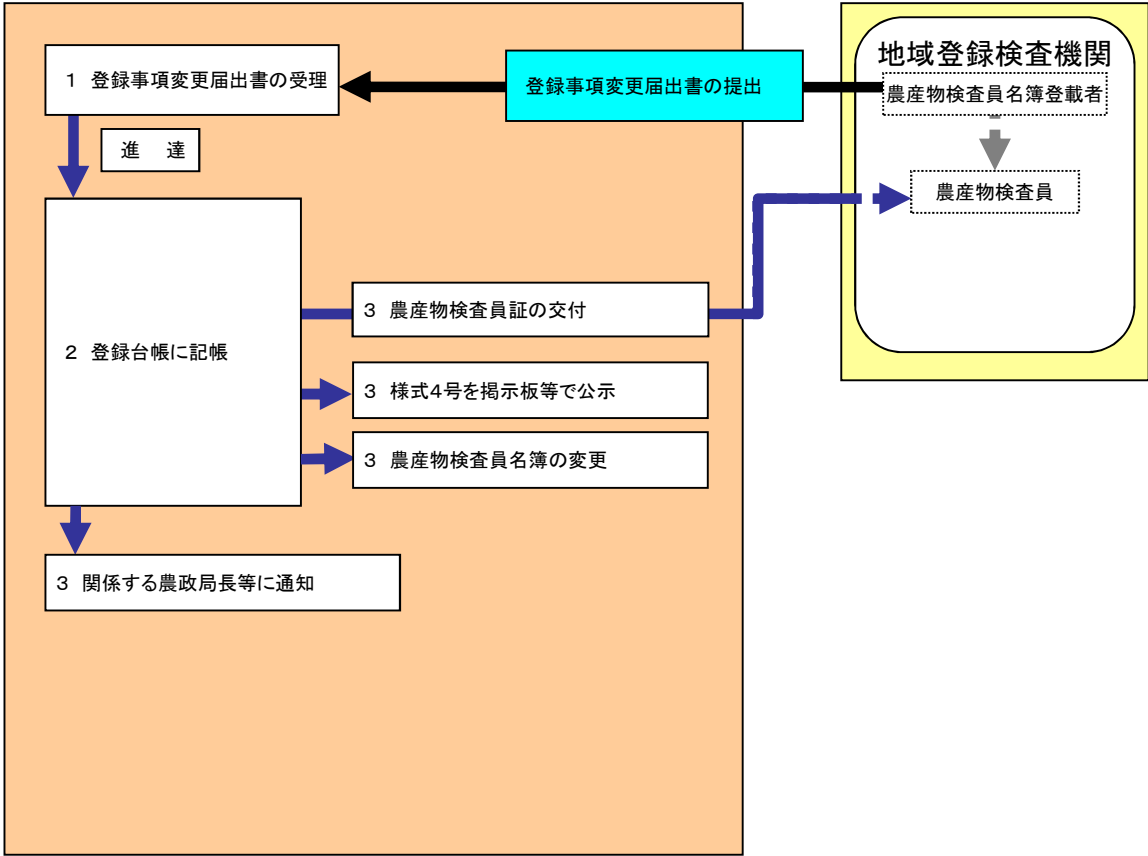 地域登録検査機関
１ 登録事項変更届出書の受理
登録事項変更届出書の提出
農産物検査員名簿登載者
進 達
農産物検査員
３ 農産物検査員証の交付
２ 登録台帳に記帳
３ 様式４号を掲示板等で公示
３ 農産物検査員名簿の変更
３ 関係する農政局長等に通知